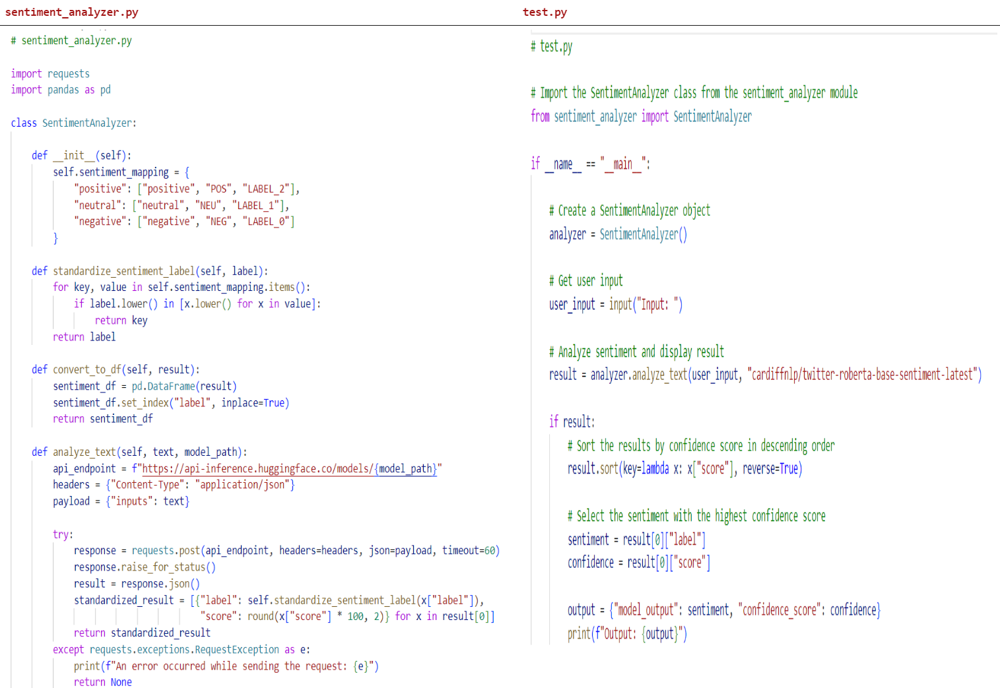 sentiment_analyzer.py
# sentiment_analyzer.py
import requests
import pandas as pd
class SentimentAnalyzer:
def __init__(self):
self.sentiment_mapping = {
"positive": ["positive", "POS", "LABEL_2"],
"neutral": ["neutral", "NEU", "LABEL_1"],
"negative": ["negative", "NEG", "LABEL_0"]
}
def standardize_sentiment_label(self, label):
for key, value in self.sentiment_mapping.items():
if label.lower() in [x.lower() for x in value]:
return key
return label
def convert_to_df(self, result):
sentiment_df = pd.DataFrame(result)
sentiment_df.set_index("label", inplace=True)
return sentiment_df
def analyze_text(self, text, model_path):
api_endpoint = f"https://api-inference.huggingface.co/models/{model_path}"
headers = {"Content-Type": "application/json"}
payload = {"inputs": text}
try:
response = requests.post(api_endpoint, headers=headers, json=payload, timeout=60)
response.raise_for_status()
result = response.json()
standardized_result = [{"label": self.standardize_sentiment_label(x["label"]),
"score": round(x["score"] * 100, 2)} for x in result[0]]
return standardized_result
except requests.exceptions.RequestException as e:
print(f"An error occurred while sending the request: {e}")
return None
test.py
# test.py
# Import the SentimentAnalyzer class from the sentiment_analyzer module
from sentiment_analyzer import SentimentAnalyzer
if __name__ == "__main__":
# Create a SentimentAnalyzer object
analyzer = SentimentAnalyzer()
# Get user input
user_input = input("Input: ")
# Analyze sentiment and display result
result = analyzer.analyze_text(user_input, "cardiffnlp/twitter-roberta-base-sentiment-latest")
if result:
# Sort the results by confidence score in descending order
result.sort(key=lambda x: x["score"], reverse=True)
# Select the sentiment with the highest confidence score
sentiment = result[0]["label"]
confidence = result[0]["score"]
output = {"model_output": sentiment, "confidence_score": confidence}
print(f"Output: {output}")